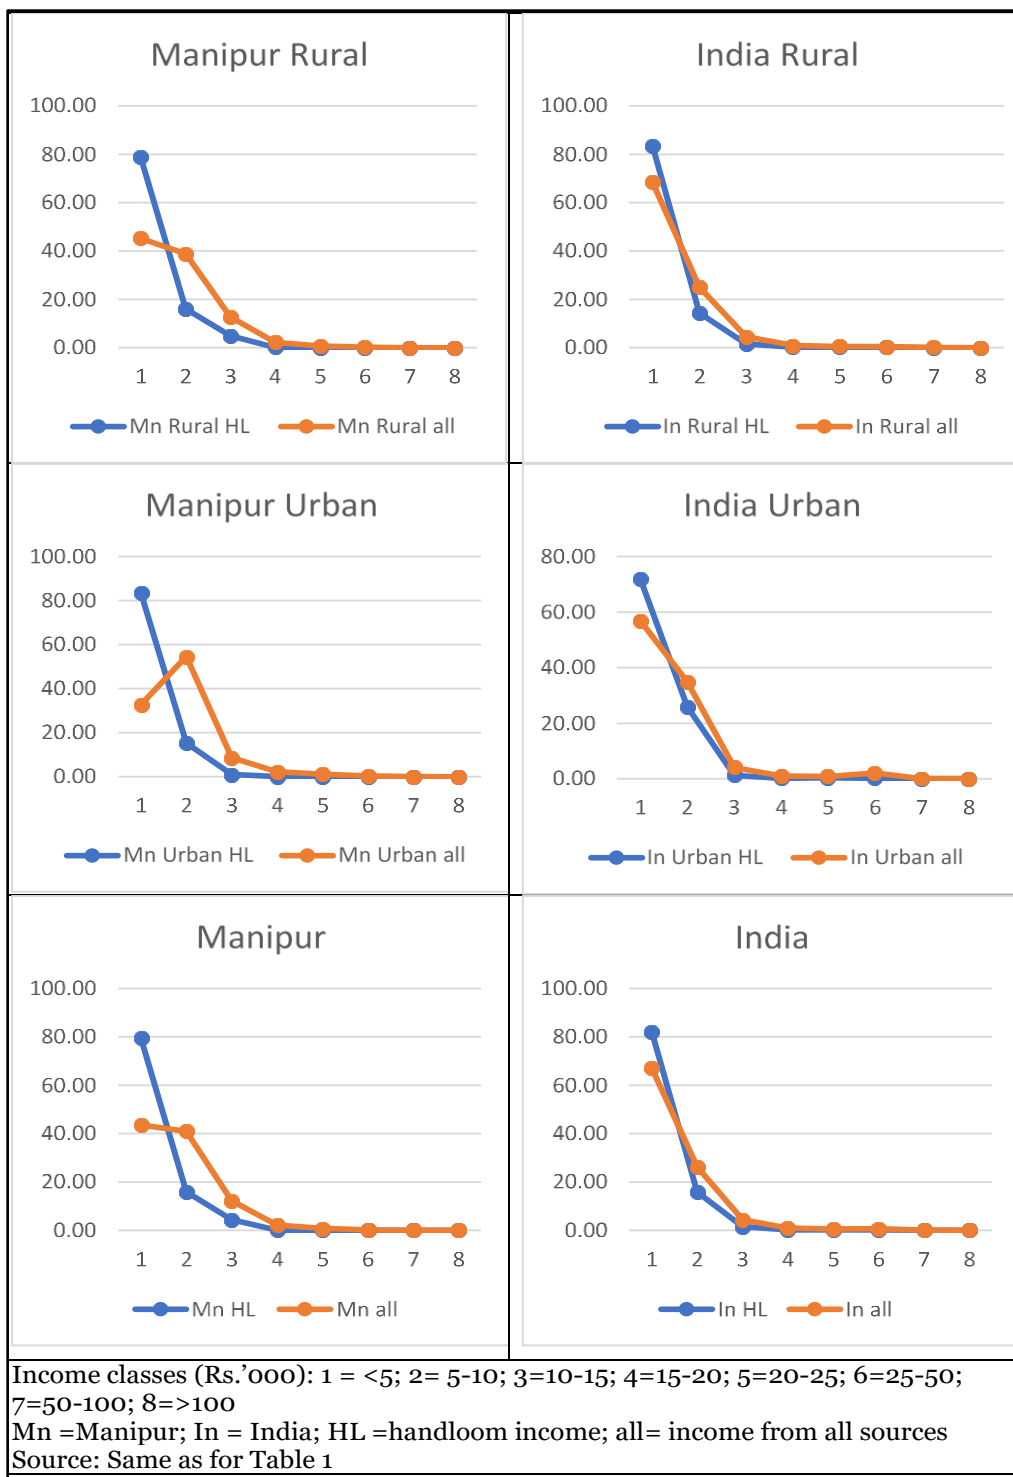 Manipur Rural
100.00
80.00
60.00
40.00
20.00
0.00
1 2 3 4 5 6 7 8
Mn Rural HL Mn Rural all
India Rural
100.00
80.00
60.00
40.00
20.00
0.00
1 2 3 4 5 6 7 8
In Rural HL In Rural all
Manipur Urban
100.00
80.00
60.00
40.00
20.00
0.00
1 2 3 4 5 6 7 8
Mn Urban HL Mn Urban all
India Urban
80.00
60.00
40.00
20.00
0.00
1 2 3 4 5 6 7 8
In Urban HL In Urban all
Manipur
100.00
80.00
60.00
40.00
20.00
0.00
1 2 3 4 5 6 7 8
Mn HL Mn all
India
100.00
80.00
60.00
40.00
20.00
0.00
1 2 3 4 5 6 7 8
In HL In all
Income classes (Rs.’000): 1 = <5; 2= 5-10; 3=10-15; 4=15-20; 5=20-25; 6=25-50;
7=50-100; 8=>100
Mn =Manipur; In = India; HL =handloom income; all= income from all sources
Source: Same as for Table 1